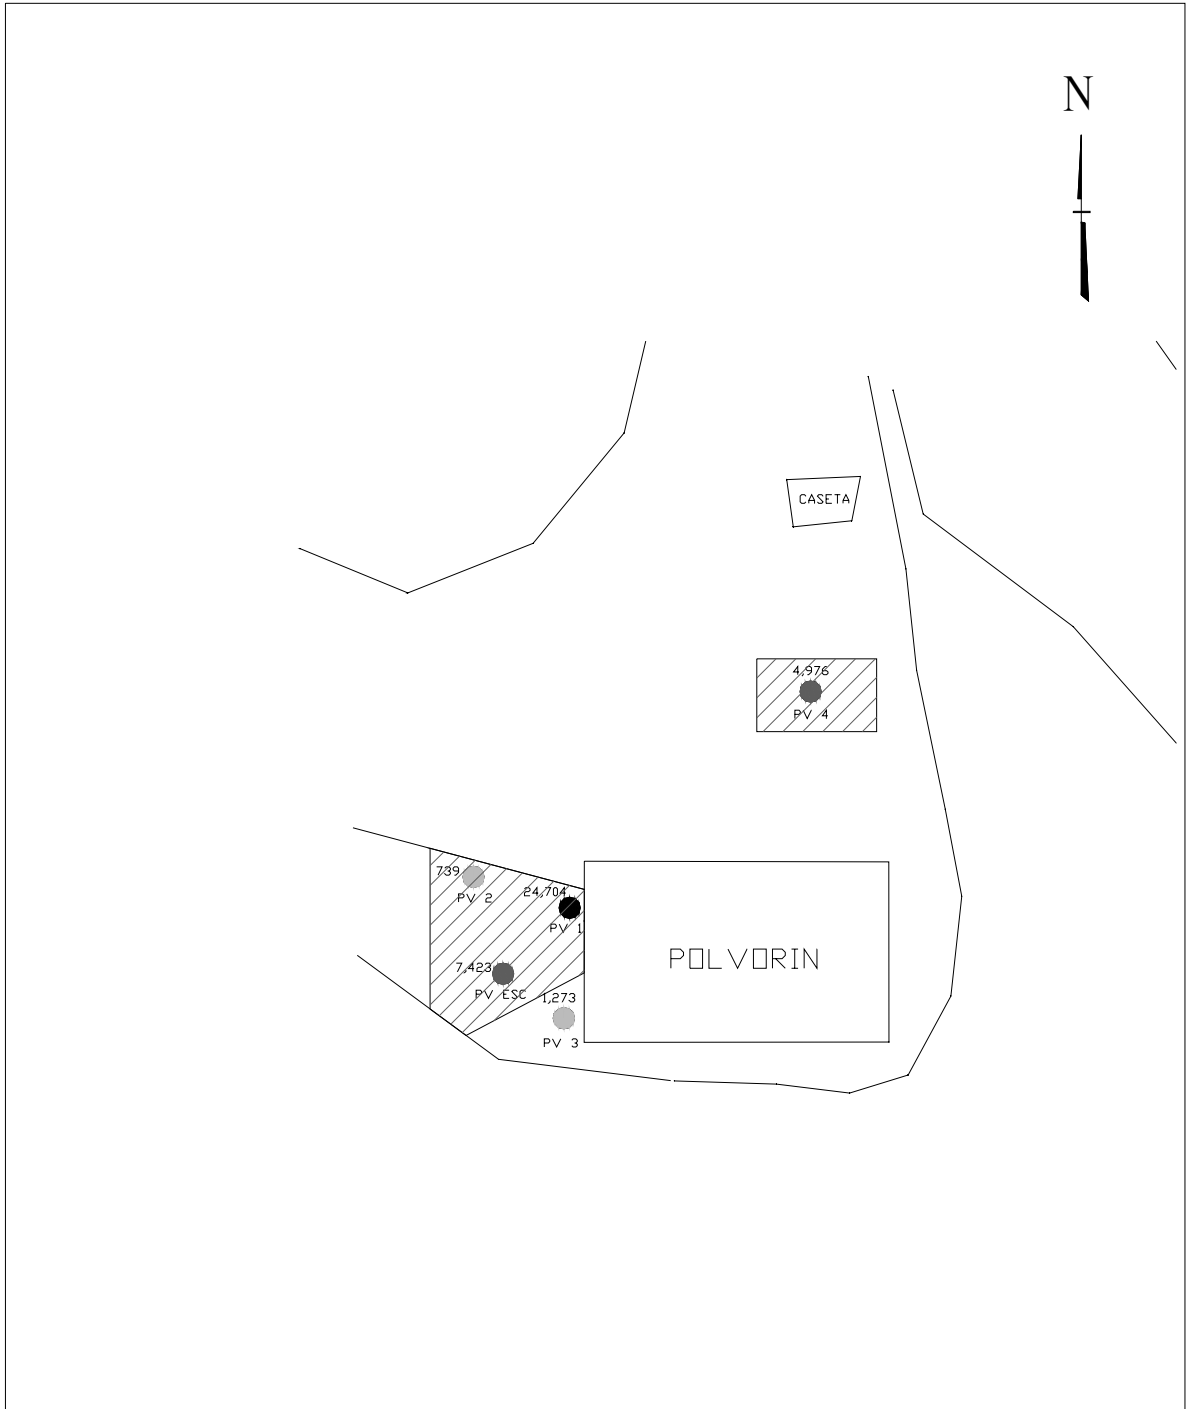 N
CASETA
4,976
PV 4
739
PV 2
24,704
PV 1
POLVORIN
7,423
PV ESC
1,273
PV 3